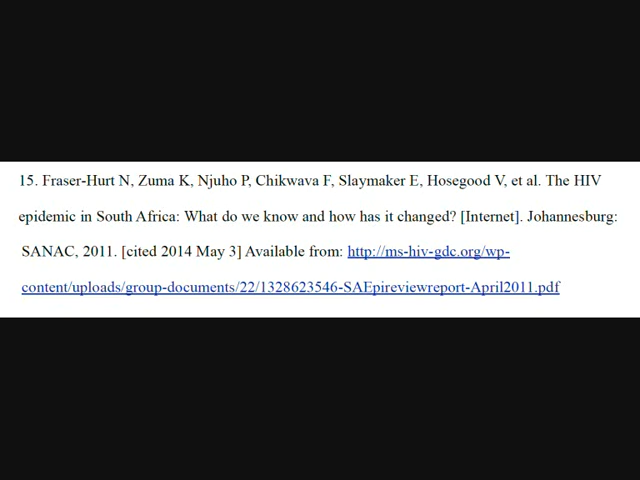 15. Fraser-Hurt N, Zuma K, Njuho P, Chikwava F, Slaymaker E, Hosegood V, et al. The HIV
epidemic in South Africa: What do we know and how has it changed? [Internet]. Johannesburg:
SANAC, 2011. [cited 2014 May 3] Available from: http://ms-hiv-gdc.org/wp-
content/uploads/group-documents/22/1328623546-SAEpireviewreport-April2011.pdf